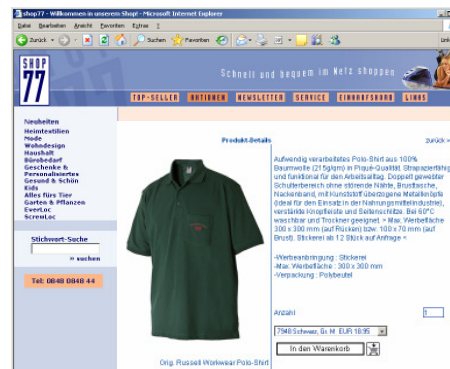 shop77 - Willkommen in unserem Shop! - Microsoft Internet Explorer
Datei Bearbeiten Ansicht Favoriten Extras ?
Zurück Suchen Favoriten
SHOP
77
Schnell und bequem im Netz shoppen
TOP-SELLER AKTIONEN NEWSLETTER SERVICE EINKAUFSKORB LINKS
Neuheiten
Heimtextilien
Mode
Wohndesign
Haushalt
Bürobedarf
Geschenke &
Personalisiertes
Gesund & Schön
Kids
Alles fürs Tier
Garten & Pflanzen
EverLoc
ScrewLoc
Stichwort-Suche
» suchen
Tel: 0848 0848 44
Produkt-Details
zurück »
Aufwendig verarbeitetes Polo-Shirt aus 100%
Baumwolle (215g/qm) in Piqué-Qualität. Strapazierfähig
und funktional für den Arbeitsalltag. Doppelt gewebter
Schulterbereich ohne störende Nähte, Brusttasche,
Nackenband, mit Kunststoff überzogene Metallknöpfe
(ideal für den Einsatz in der Nahrungsmittelindustrie),
verstärkte Knopfleiste und Seitenschlitze. Bei 60°C
waschbar und Trockner geeignet. > Max. Werbefläche
300 x 300 mm (auf Rücken) bzw. 100 x 70 mm (auf
Brust). Stickerei ab 12 Stück auf Anfrage <
-Werbeanbringung : Stickerei
-Max. Werbefläche : 300 x 300 mm
-Verpackung : Polybeutel
Anzahl
1
7948 Schwarz, Gr. M EUR 18.95
In den Warenkorb
Orig. Russell Workwear Polo-Shirt